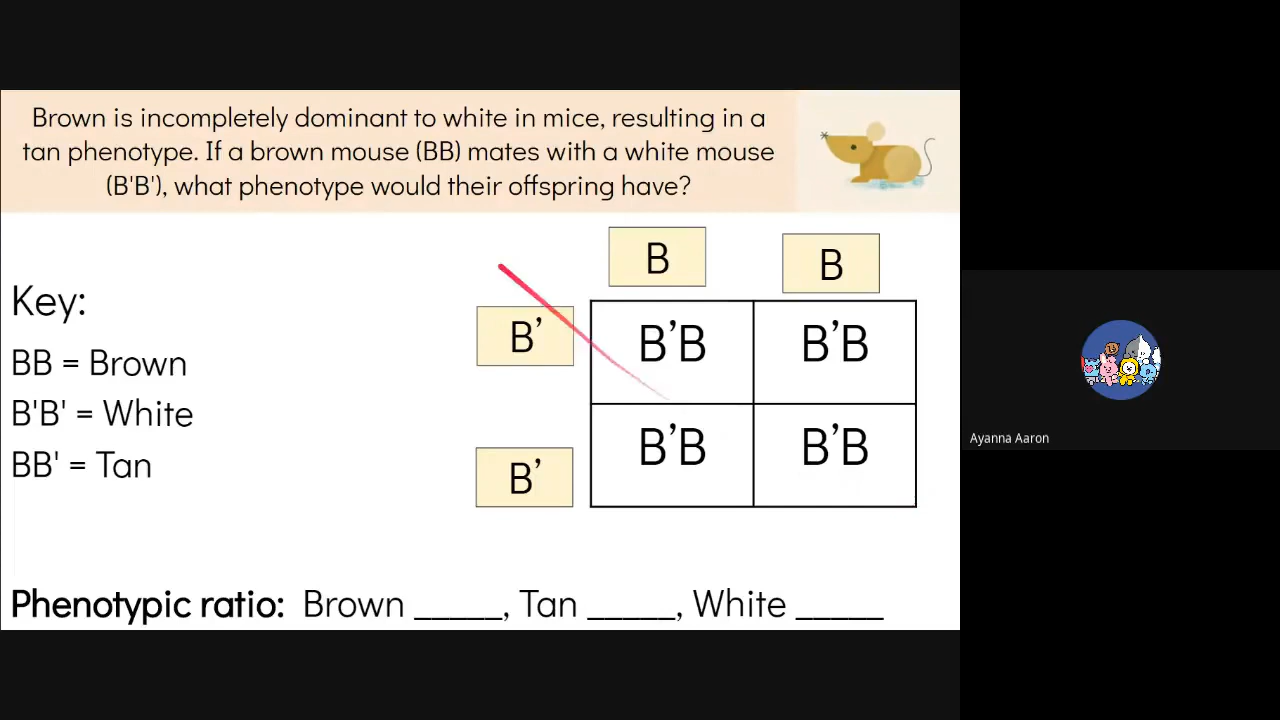 Brown is incompletely dominant to white in mice, resulting in a
tan phenotype. If a brown mouse (BB) mates with a white mouse
(B'B'), what phenotype would their offspring have?
B B
Key:
B’ B’B B’B
BB = Brown
B'B' = White
B’ B’B B’B
BB' = Tan
Phenotypic ratio: Brown _____, Tan _____, White _____
Ayanna Aaron